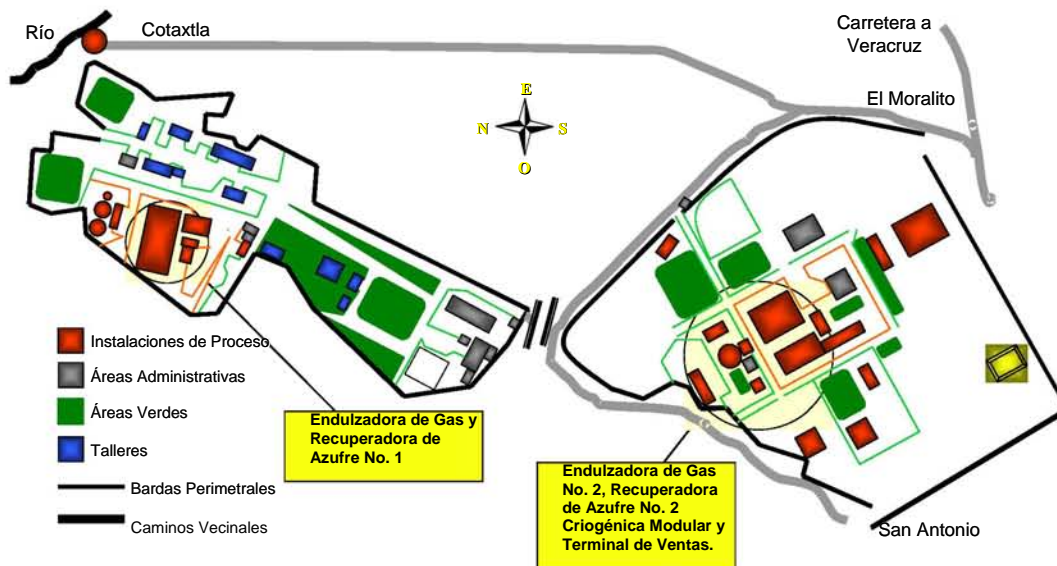 Río
Cotaxtla
Carretera a
Veracruz
El Moralito
E
N
S
O
Instalaciones de Proceso
Áreas Administrativas
Áreas Verdes
Talleres
Bardas Perimetrales
Caminos Vecinales
Endulzadora de Gas y
Recuperadora de
Azufre No. 1
Endulzadora de Gas
No. 2, Recuperadora
de Azufre No. 2
Criogénica Modular y
Terminal de Ventas.
San Antonio